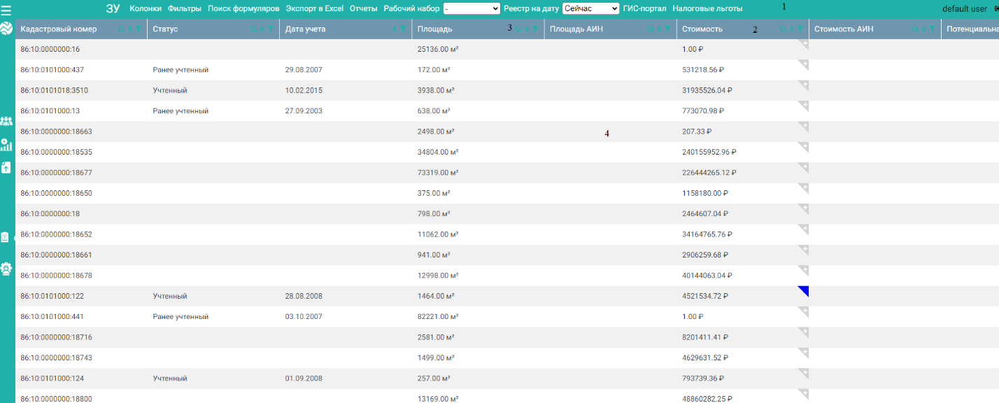 ЗУ Колонки Фильтры Поиск формуляров Экспорт в Excel Отчеты Рабочий набор - Реестр на дату Сейчас ГИС-портал Налоговые льготы 1 default user
Кадастровый номер Статус Дата учета Площадь 3 Площадь АИН Стоимость 2 Стоимость АИН Потенциальна
86:10:0000000:16 25136.00 м² 1.00 ₽
86:10:0101000:437 Ранее учтенный 29.08.2007 172.00 м² 531218.56 ₽
86:10:0101018:3510 Учтенный 10.02.2015 3938.00 м² 31935526.04 ₽
86:10:0101000:13 Ранее учтенный 27.09.2003 638.00 м² 773070.98 ₽
86:10:0000000:18663 2498.00 м² 4 207.33 ₽
86:10:0000000:18535 34804.00 м² 240155952.96 ₽
86:10:0000000:18677 73319.00 м² 226444265.12 ₽
86:10:0000000:18650 375.00 м² 1158180.00 ₽
86:10:0000000:18 798.00 м² 2464607.04 ₽
86:10:0000000:18652 11062.00 м² 34164765.76 ₽
86:10:0000000:18661 941.00 м² 2906259.68 ₽
86:10:0000000:18678 12998.00 м² 40144063.04 ₽
86:10:0101000:122 Учтенный 28.08.2008 1464.00 м² 4521534.72 ₽
86:10:0101000:441 Ранее учтенный 03.10.2007 82221.00 м² 1.00 ₽
86:10:0000000:18716 2581.00 м² 8201411.41 ₽
86:10:0000000:18743 1499.00 м² 4629631.52 ₽
86:10:0101000:124 Учтенный 01.09.2008 257.00 м² 793739.36 ₽
86:10:0000000:18800 13169.00 м² 48860282.25 ₽